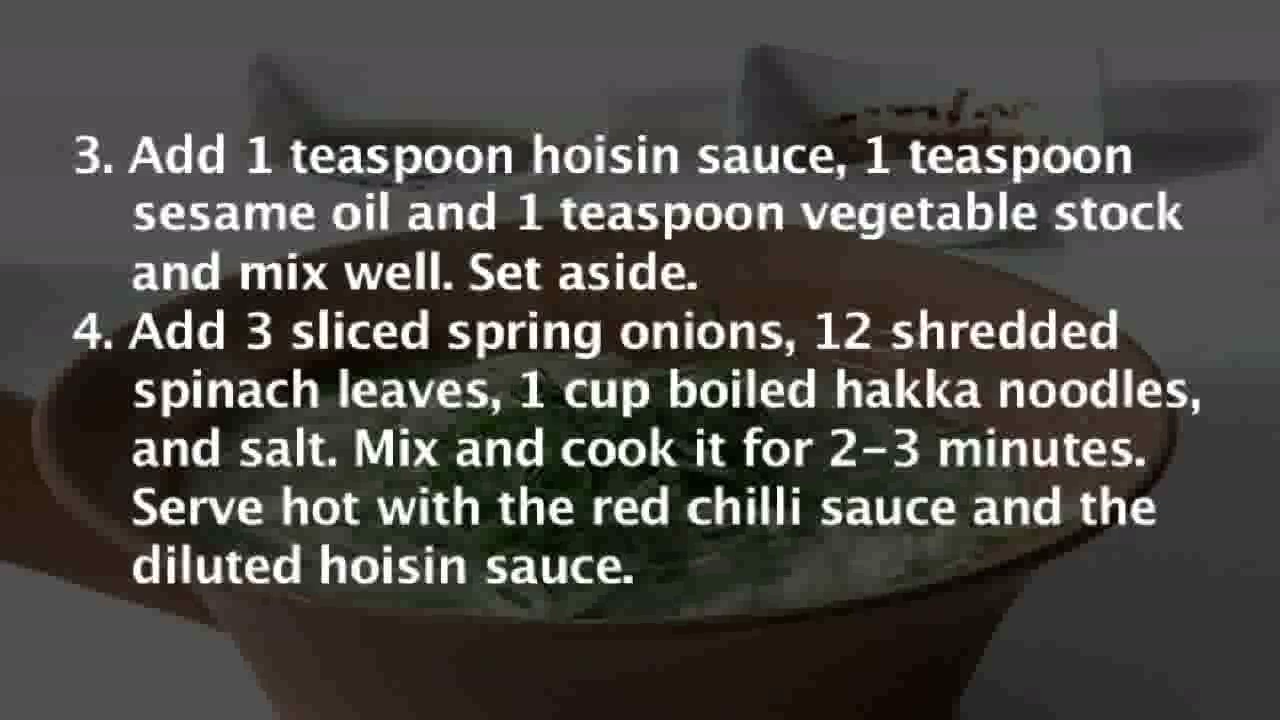 3. Add 1 teaspoon hoisin sauce, 1 teaspoon
sesame oil and 1 teaspoon vegetable stock
and mix well. Set aside.
4. Add 3 sliced spring onions, 12 shredded
spinach leaves, 1 cup boiled hakka noodles,
and salt. Mix and cook it for 2-3 minutes.
Serve hot with the red chilli sauce and the
diluted hoisin sauce.